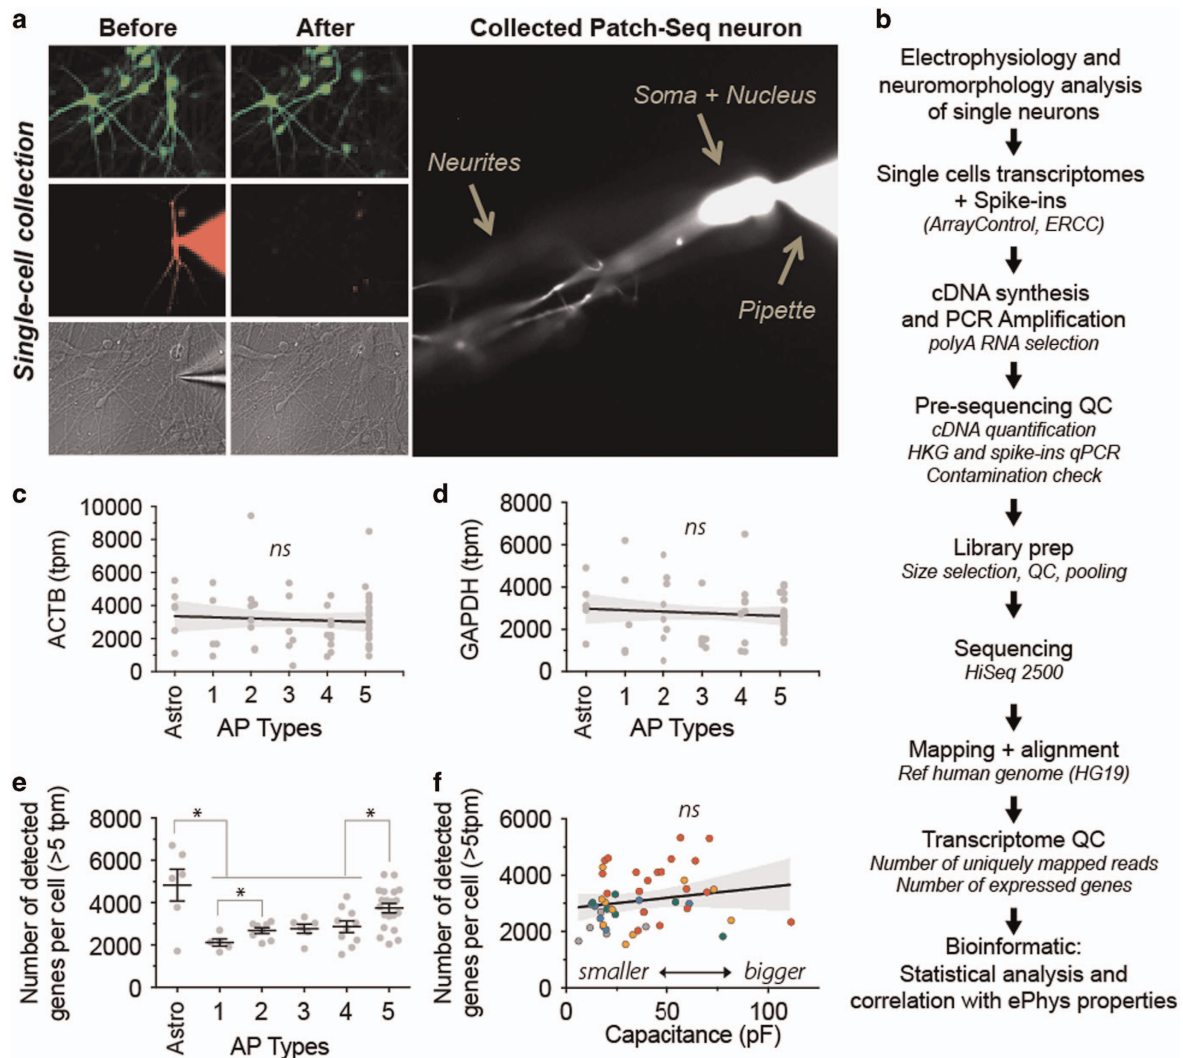 a
Before
After
Collected Patch-Seq neuron
Single-cell collection
Soma + Nucleus
Neurites
Pipette
b
Electrophysiology and
neuromorphology analysis
of single neurons
Single cells transcriptomes
+ Spike-ins
(ArrayControl, ERCC)
cDNA synthesis
and PCR Amplification
polyA RNA selection
Pre-sequencing QC
cDNA quantification
HKG and spike-ins qPCR
Contamination check
Library prep
Size selection, QC, pooling
Sequencing
HiSeq 2500
Mapping + alignment
Ref human genome (HG19)
Transcriptome QC
Number of uniquely mapped reads
Number of expressed genes
Bioinformatic:
Statistical analysis and
correlation with ePhys properties
c
ACTB (tpm)
10000
8000
6000
4000
2000
0
ns
Astro 1 2 3 4 5
AP Types
d
GAPDH (tpm)
8000
6000
4000
2000
0
ns
Astro 1 2 3 4 5
AP Types
e
Number of detected
genes per cell (>5 tpm)
8000
6000
4000
2000
0
* * *
Astro 1 2 3 4 5
AP Types
f
Number of detected
genes per cell (>5tpm)
6000
4000
2000
0
ns
smaller bigger
0 50 100
Capacitance (pF)